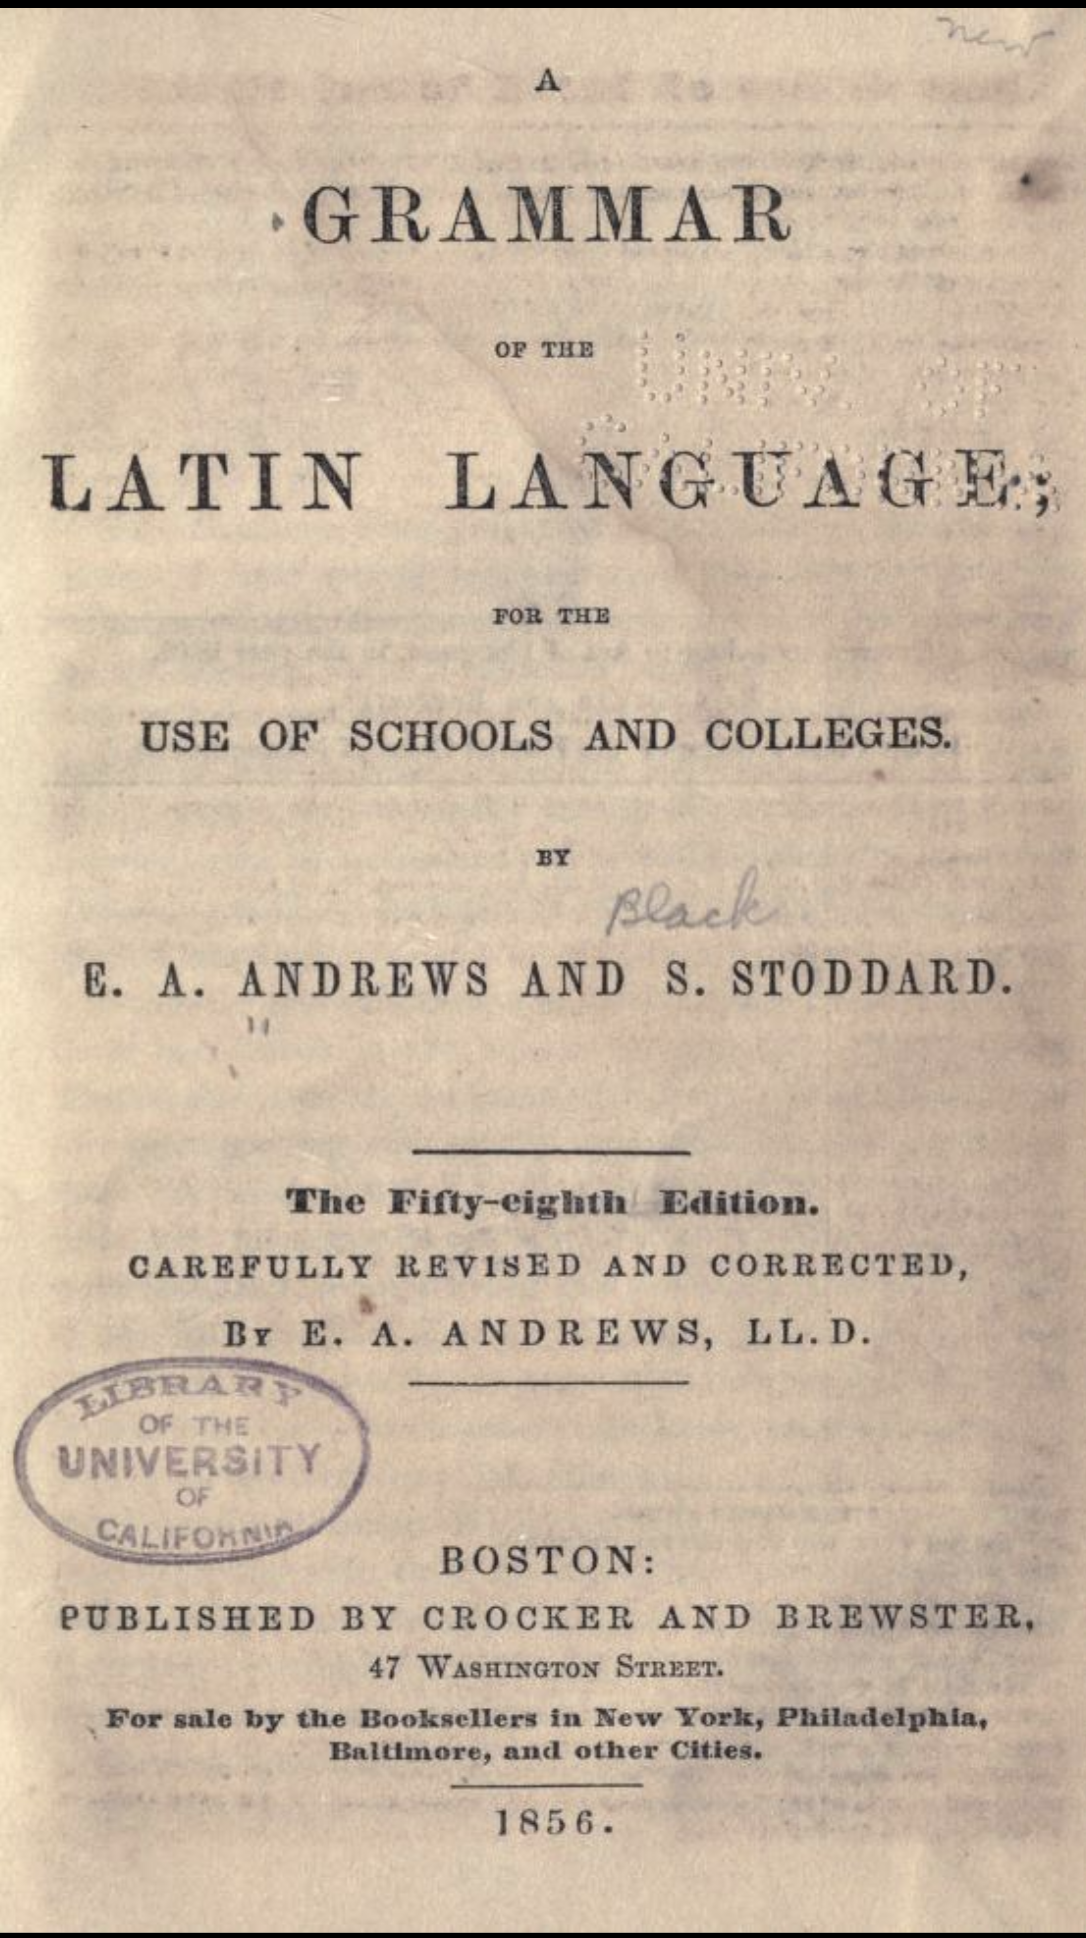 new
A
GRAMMAR
OF THE
UNIV. OF
LATIN LANGUAGE;
FOR THE
USE OF SCHOOLS AND COLLEGES.
BY
Black
E. A. ANDREWS AND S. STODDARD.
The Fifty-eighth Edition.
CAREFULLY REVISED AND CORRECTED,
BY E. A. ANDREWS, LL.D.
LIBRARY
OF THE
UNIVERSITY
OF
CALIFORNIA
BOSTON:
PUBLISHED BY CROCKER AND BREWSTER,
47 WASHINGTON STREET.
For sale by the Booksellers in New York, Philadelphia,
Baltimore, and other Cities.
1856.